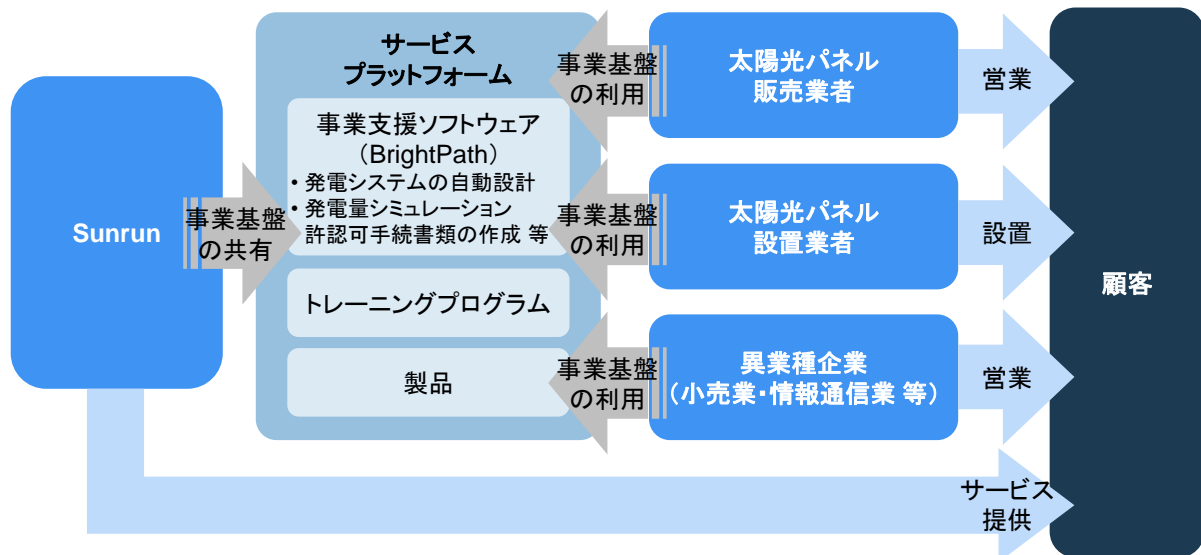 Sunrun
事業基盤
の共有
サービス
プラットフォーム
事業支援ソフトウェア
（BrightPath）
• 発電システムの自動設計
• 発電量シミュレーション
許認可手続書類の作成 等
トレーニングプログラム
製品
事業基盤
の利用
太陽光パネル
販売業者
営業
事業基盤
の利用
太陽光パネル
設置業者
設置
事業基盤
の利用
異業種企業
（小売業・情報通信業 等）
営業
サービス
提供
顧客